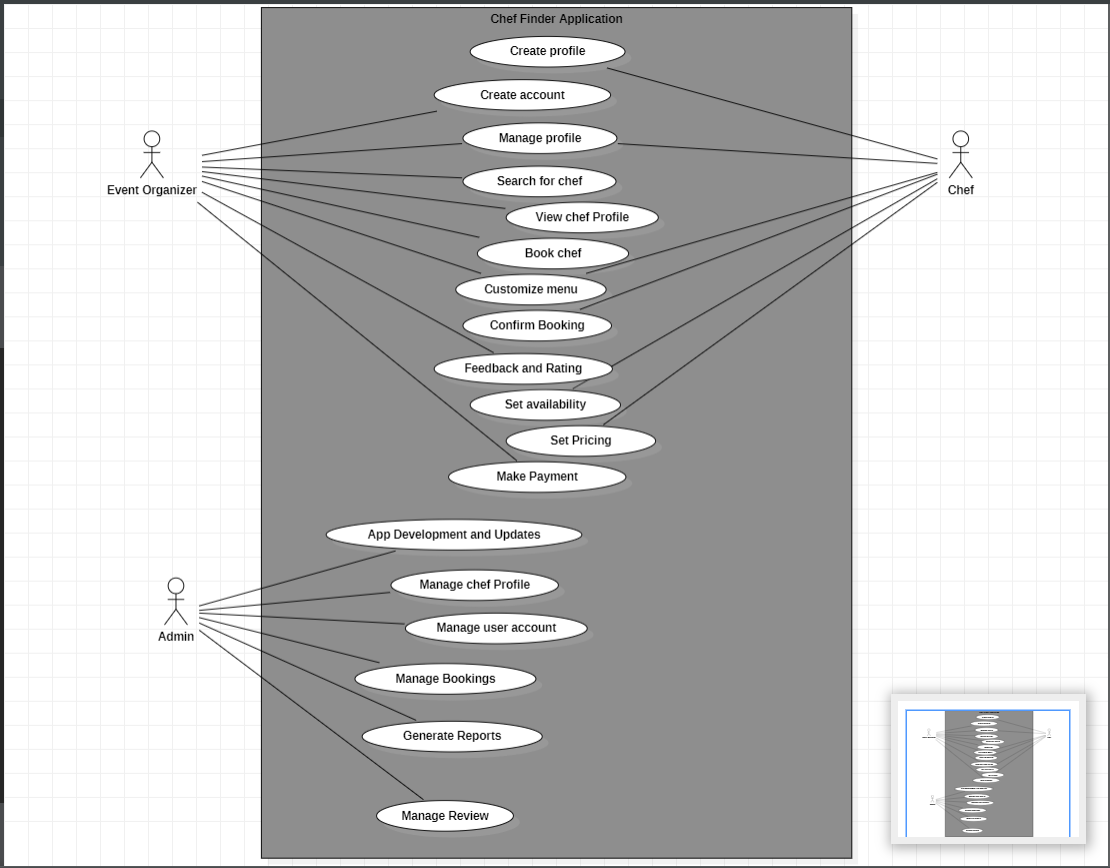 Chef Finder Application
Create profile
Create account
Manage profile
Event Organizer
Chef
Search for chef
View chef Profile
Book chef
Customize menu
Confirm Booking
Feedback and Rating
Set availability
Set Pricing
Make Payment
App Development and Updates
Manage chef Profile
Manage user account
Admin
Manage Bookings
Generate Reports
Manage Review